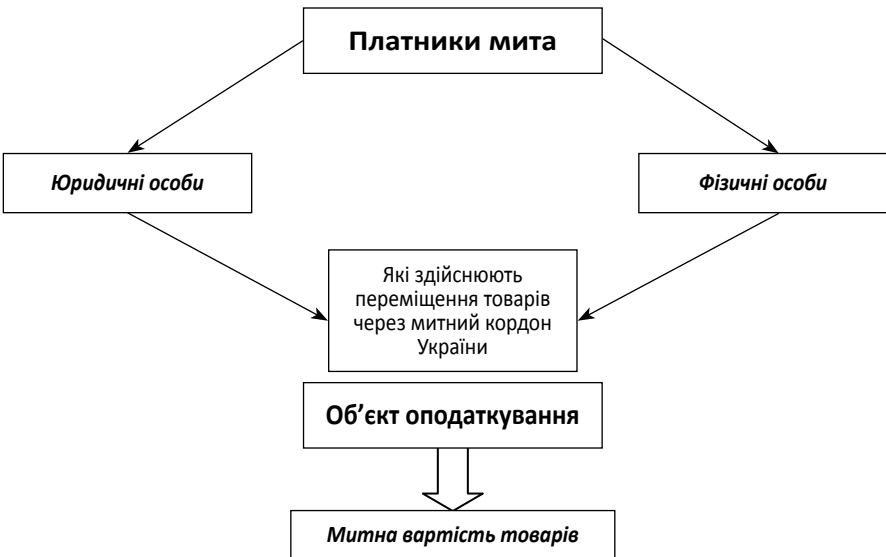 Платники мита
Юридичні особи
Фізичні особи
Які здійснюють
переміщення товарів
через митний кордон
України
Об’єкт оподаткування
Митна вартість товарів